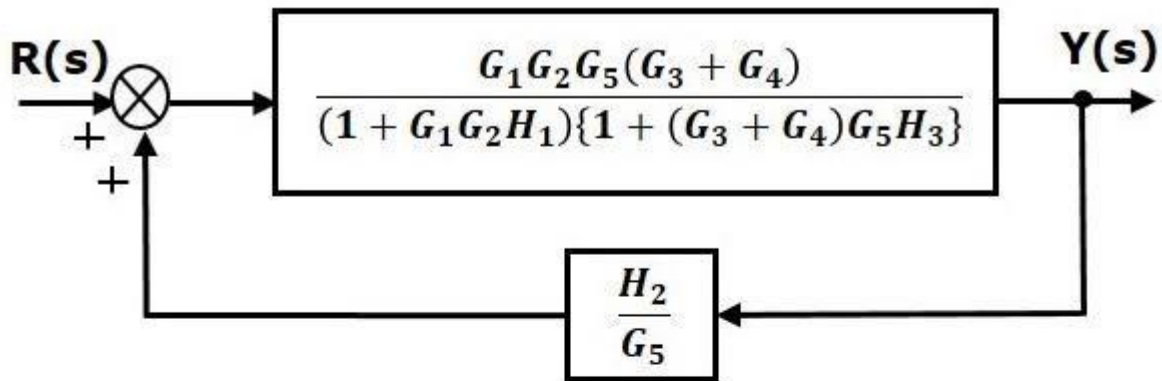 R(s)
Y(s)
G₁G₂G₅(G₃ + G₄)
(1 + G₁G₂H₁){1 + (G₃ + G₄)G₅H₃}
+
+
H₂
G₅